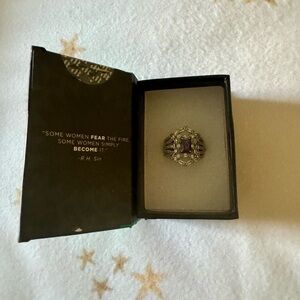 "SOME WOMEN FEAR THE FIRE
SOME WOMEN SIMPLY
BECOME IT."
-R.H. Sin